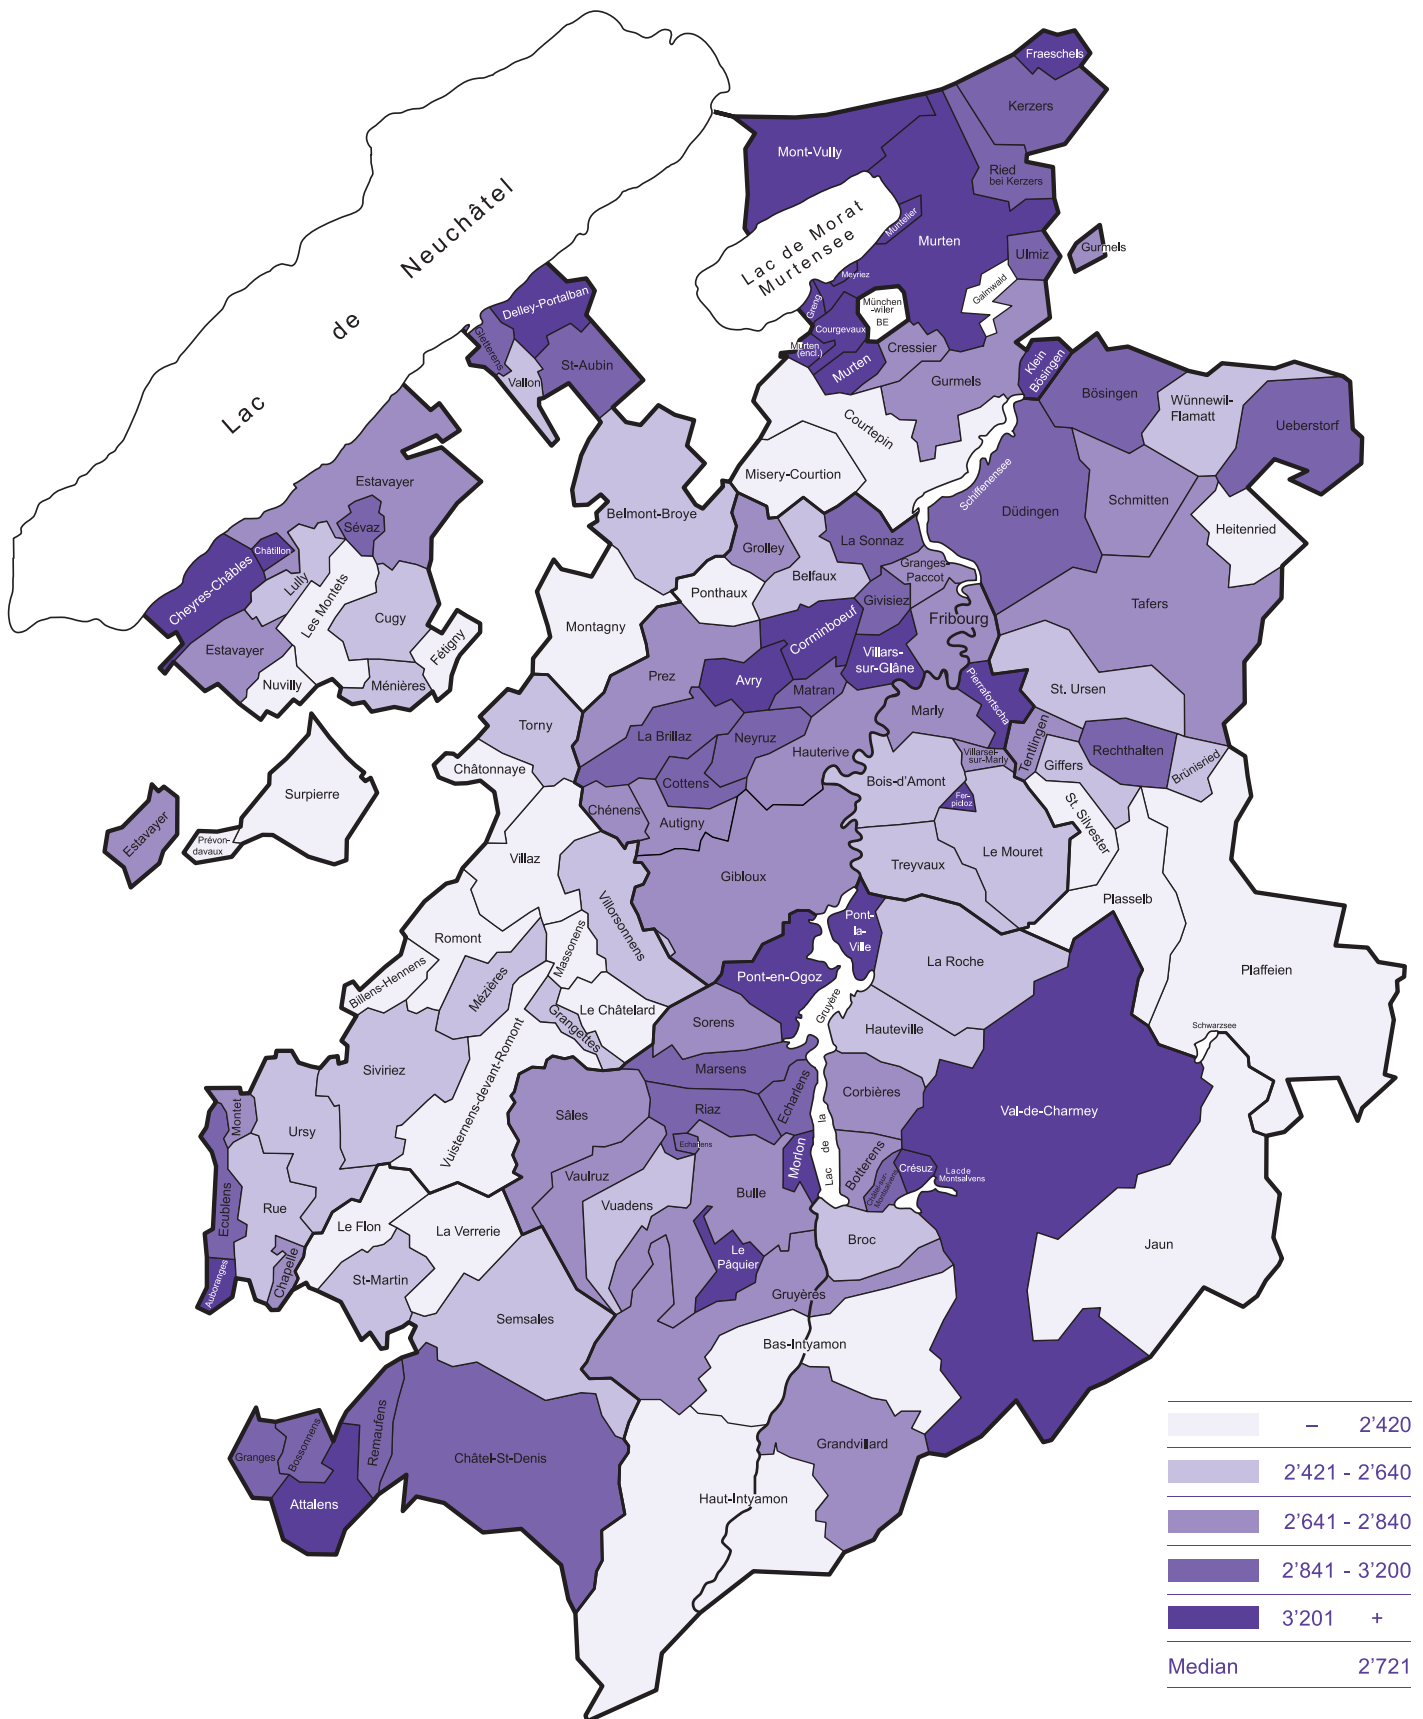 Fraeschels
Kerzers
Mont-Vully
Ried
bei Kerzers
Lac de Neuchâtel
Lac de Morat
Murtensee
Muntelier
Murten
Ulmiz
Gurmels
Meyriez
Galmwald
Delley-Portalban
Greng
München
-wiler
BE
Courgevaux
Gletterens
St-Aubin
Murten
(encl.)
Cressier
Murten
Klein
Bösingen
Vallon
Gurmels
Bösingen
Wünnewil-
Flamatt
Courtepin
Ueberstorf
Misery-Courtion
Schiffenensee
Estavayer
Schmitten
Belmont-Broye
Düdingen
Sévaz
Heitenried
La Sonnaz
Châtillon
Grolley
Granges-
Paccot
Belfaux
Cheyres-Châbles
Lully
Ponthaux
Givisiez
Tafers
Les Montets
Cugy
Montagny
Corminboeuf
Fribourg
Estavayer
Fétigny
Villars-
sur-Glâne
Prez
Avry
Pierrafortscha
Nuvilly
Ménières
Matran
St. Ursen
Marly
Torny
La Brillaz
Neyruz
Hauterive
Villarsel-
sur-Marly
Tentlingen
Giffers
Rechthalten
Brünisried
Châtonnaye
Cottens
Bois-d'Amont
Surpierre
Fer-
picloz
Chénens
Autigny
St. Silvester
Estavayer
Prévon-
davaux
Villaz
Le Mouret
Treyvaux
Gibloux
Villorsonnens
Plasselb
Pont-
la-
Ville
Romont
Massonens
La Roche
Billens-Hennens
Mézières
Pont-en-Ogoz
Plaffeien
Le Châtelard
Grangettes
Sorens
Hauteville
Schwarzsee
Siviriez
Vuisternens-devant-Romont
Marsens
Echarlens
Corbières
Val-de-Charmey
Montet
Sâles
Riaz
Ursy
Echarlens
Morlon
Lac de la Gruyère
Botterens
Crésuz
Lac de
Montsalvens
Vaulruz
Châtel-sur-
Montsalvens
Bulle
Ecublens
Rue
Vuadens
Le Flon
La Verrerie
Broc
Jaun
Le
Pâquier
Chapelle
Auboranges
St-Martin
Gruyères
Semsales
Bas-Intyamon
Remaufens
Bossonnens
Granges
Châtel-St-Denis
Grandvillard
Attalens
Haut-Intyamon
– 2'420
2'421 - 2'640
2'641 - 2'840
2'841 - 3'200
3'201 +
Median 2'721